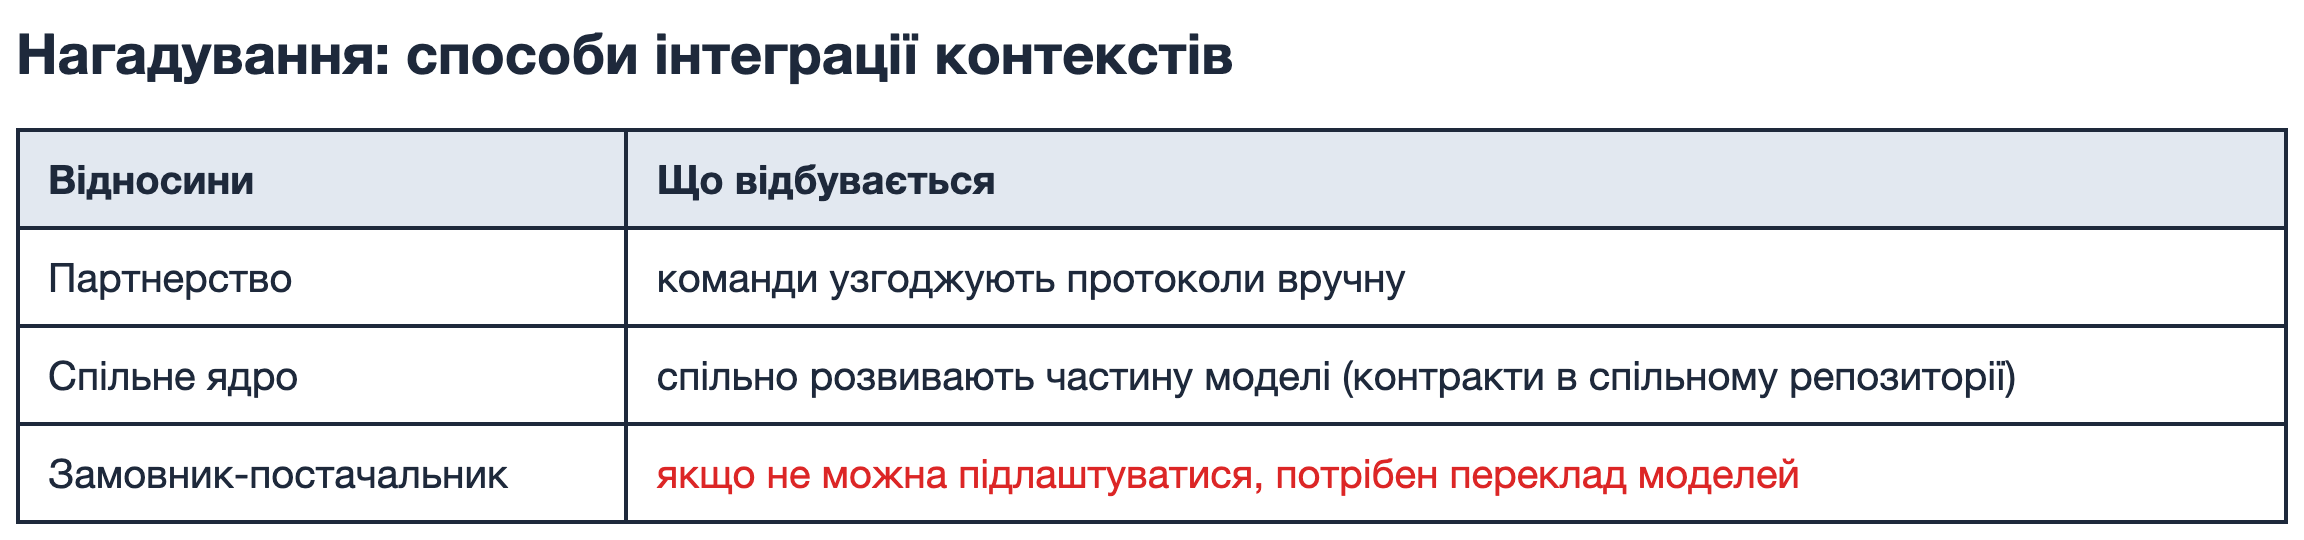 Нагадування: способи інтеграції контекстів
Відносини
Що відбувається
Партнерство
команди узгоджують протоколи вручну
Спільне ядро
спільно розвивають частину моделі (контракти в спільному репозиторії)
Замовник-постачальник
якщо не можна підлаштуватися, потрібен переклад моделей